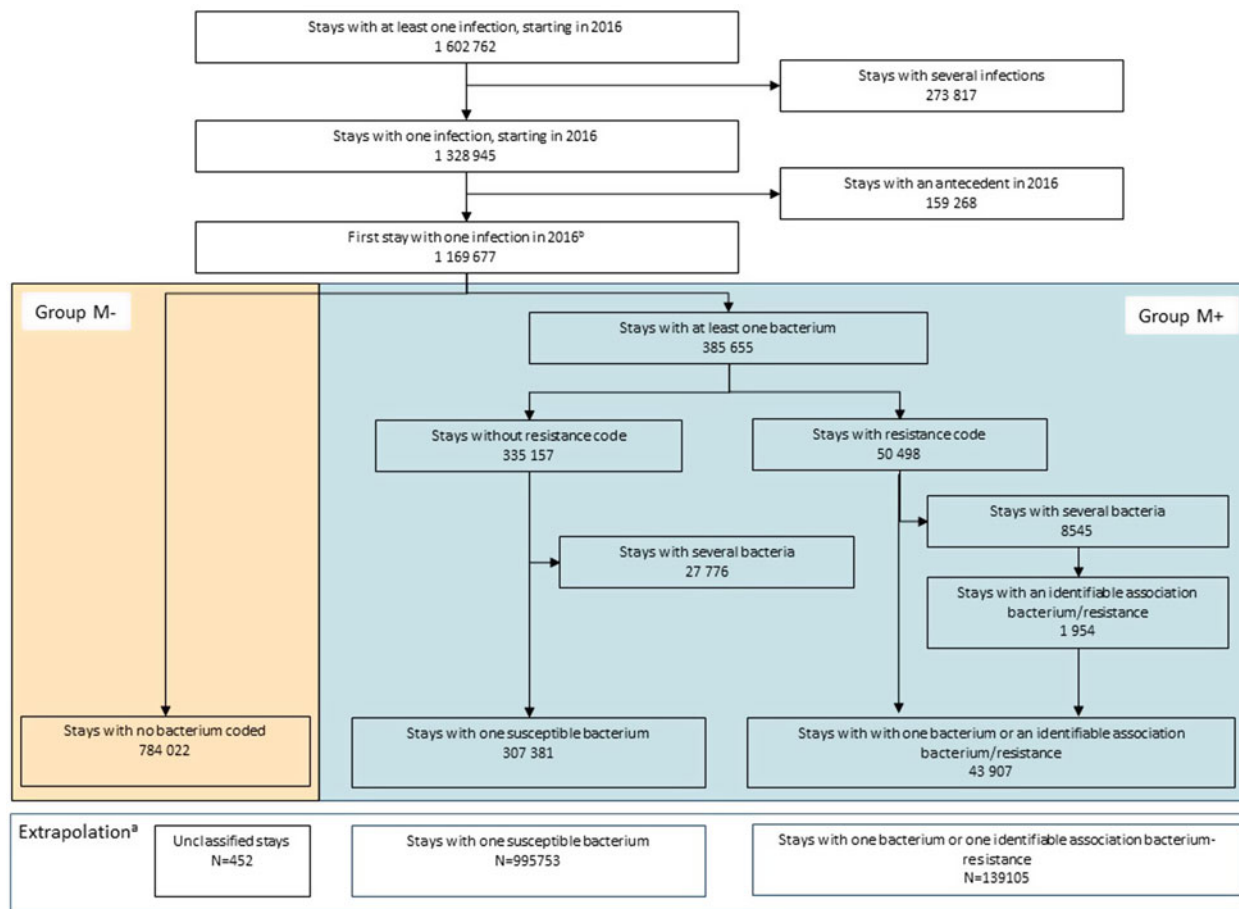 Stays with at least one infection, starting in 2016
1 602 762
Stays with several infections
273 817
Stays with one infection, starting in 2016
1 328 945
Stays with an antecedent in 2016
159 268
First stay with one infection in 2016ᵇ
1 169 677
Group M-
Group M+
Stays with at least one bacterium
385 655
Stays without resistance code
335 157
Stays with resistance code
50 498
Stays with several bacteria
8545
Stays with several bacteria
27 776
Stays with an identifiable association
bacterium/resistance
1 954
Stays with no bacterium coded
784 022
Stays with one susceptible bacterium
307 381
Stays with with one bacterium or an identifiable association
bacterium/resistance
43 907
Extrapolationᵃ
Unclassified stays
N=452
Stays with one susceptible bacterium
N=995753
Stays with one bacterium or one identifiable association bacterium-
resistance
N=139105